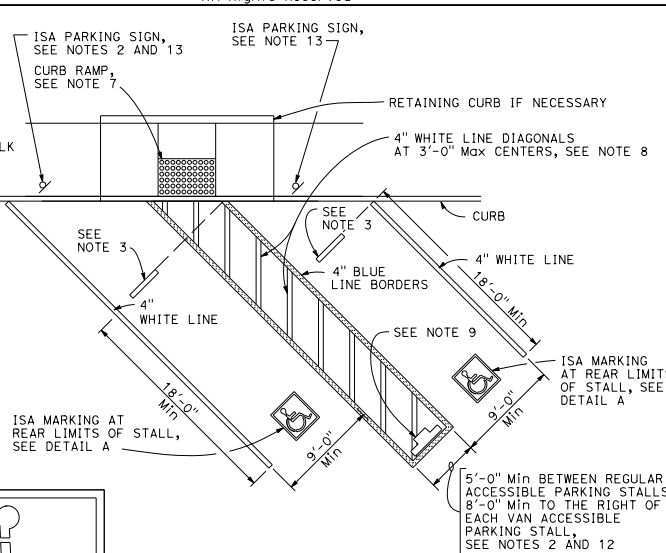 All Rights Reserved
ISA PARKING SIGN,
SEE NOTES 2 AND 13
ISA PARKING SIGN,
SEE NOTE 13
CURB RAMP,
SEE NOTE 7
RETAINING CURB IF NECESSARY
LK
4" WHITE LINE DIAGONALS
AT 3'-0" Max CENTERS, SEE NOTE 8
SEE
NOTE 3
CURB
SEE
NOTE 3
4" WHITE LINE
4" BLUE
LINE BORDERS
18'-0" Min
4"
WHITE LINE
SEE NOTE 9
ISA MARKING
AT REAR LIMITS
OF STALL, SEE
DETAIL A
18'-0"
Min
9'-0"
Min
ISA MARKING AT
REAR LIMITS OF STALL,
SEE DETAIL A
9'-0"
Min
5'-0" Min BETWEEN REGULAR
ACCESSIBLE PARKING STALLS
8'-0" Min TO THE RIGHT OF
EACH VAN ACCESSIBLE
PARKING STALL,
SEE NOTES 2 AND 12